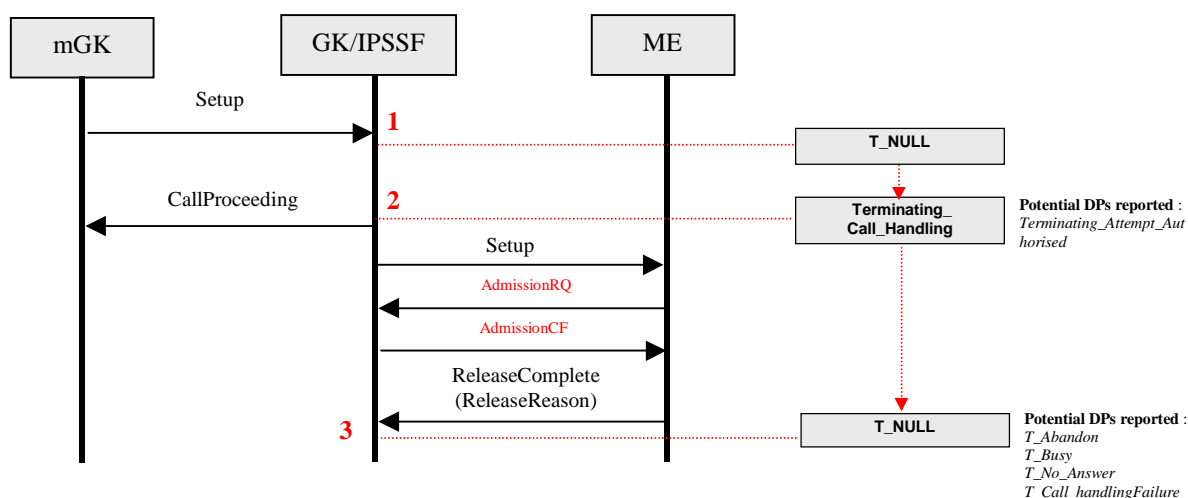 mGK
GK/IPSSF
ME
Setup
1
T_NULL
CallProceeding
2
Terminating_
Call_Handling
Potential DPs reported :
Terminating_Attempt_Aut
horised
Setup
AdmissionRQ
AdmissionCF
ReleaseComplete
(ReleaseReason)
3
T_NULL
Potential DPs reported :
T_Abandon
T_Busy
T_No_Answer
T_Call_handlingFailure